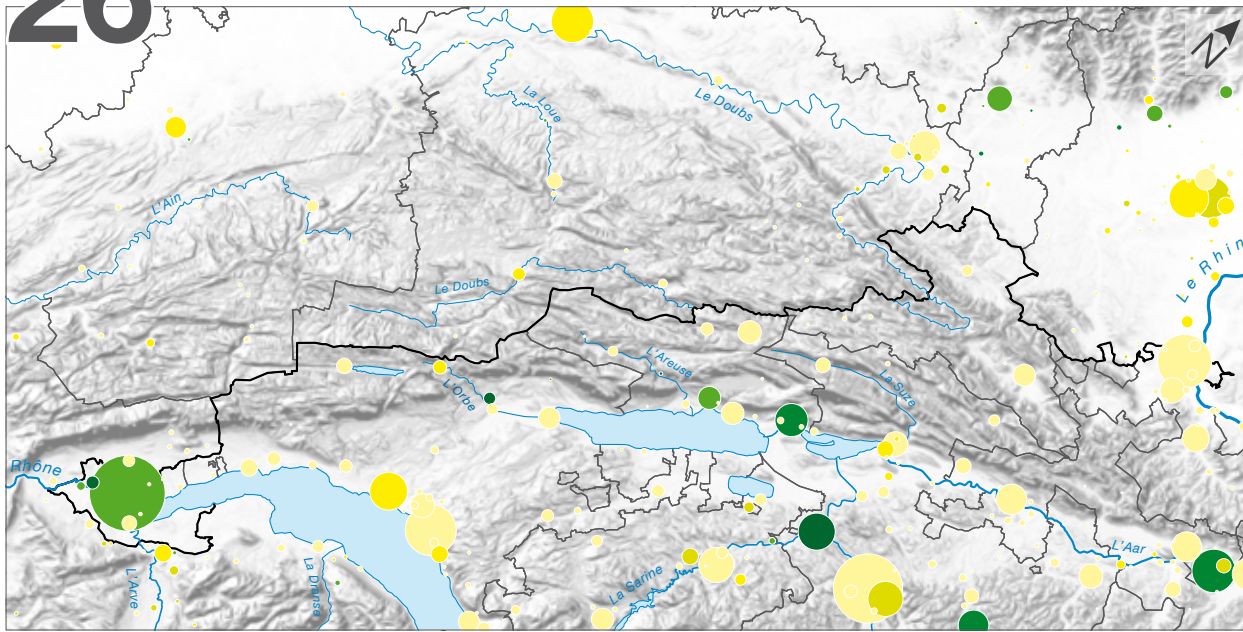 26
N
Le Doubs
La Loue
L'Ain
Le Rhin
Le Doubs
L'Areuse
La Suze
L'Orbe
Rhône
L'Aar
La Sarine
L'Arve
La Dranse